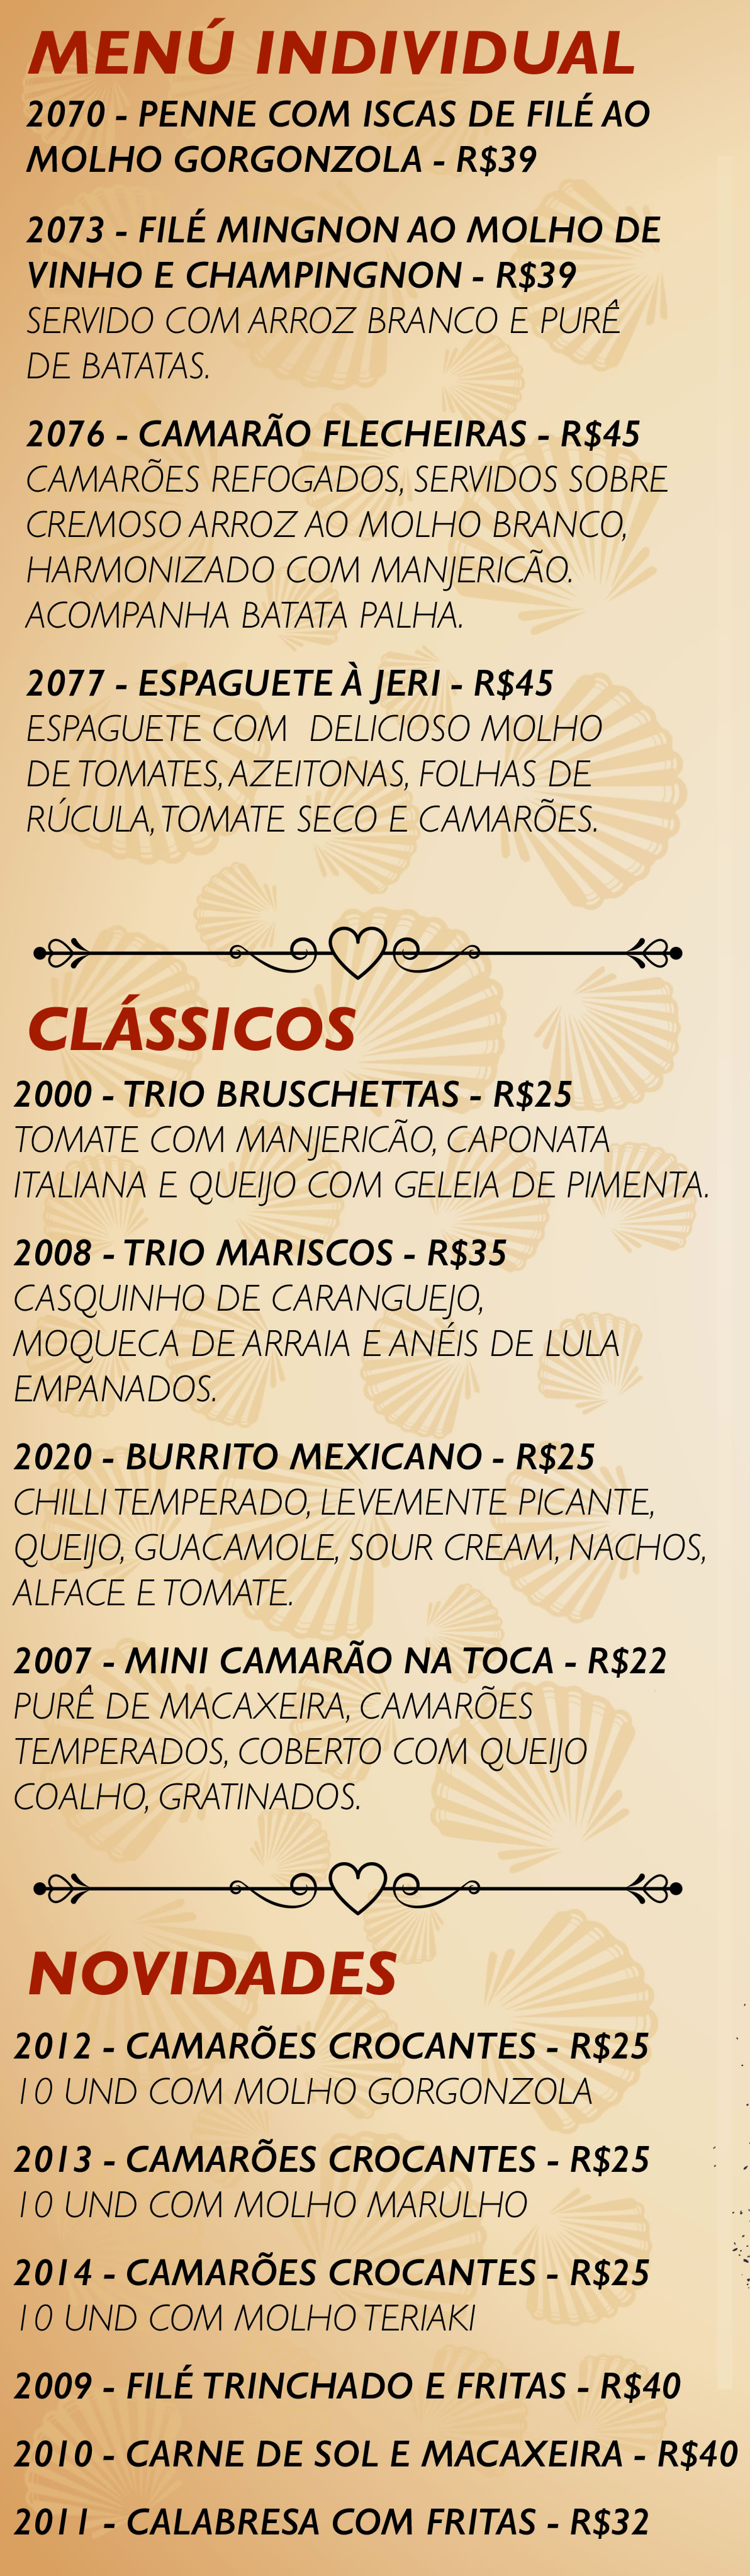 MENÚ INDIVIDUAL
2070 - PENNE COM ISCAS DE FILÉ AO
MOLHO GORGONZOLA - R$39
2073 - FILÉ MINGNON AO MOLHO DE
VINHO E CHAMPINGNON - R$39
SERVIDO COM ARROZ BRANCO E PURÊ
DE BATATAS.
2076 - CAMARÃO FLECHEIRAS - R$45
CAMARÕES REFOGADOS, SERVIDOS SOBRE
CREMOSO ARROZ AO MOLHO BRANCO,
HARMONIZADO COM MANJERICÃO.
ACOMPANHA BATATA PALHA.
2077 - ESPAGUETE À JERI - R$45
ESPAGUETE COM DELICIOSO MOLHO
DE TOMATES, AZEITONAS, FOLHAS DE
RÚCULA, TOMATE SECO E CAMARÕES.
CLÁSSICOS
2000 - TRIO BRUSCHETTAS - R$25
TOMATE COM MANJERICÃO, CAPONATA
ITALIANA E QUEIJO COM GELEIA DE PIMENTA.
2008 - TRIO MARISCOS - R$35
CASQUINHO DE CARANGUEJO,
MOQUECA DE ARRAIA E ANÉIS DE LULA
EMPANADOS.
2020 - BURRITO MEXICANO - R$25
CHILLI TEMPERADO, LEVEMENTE PICANTE,
QUEIJO, GUACAMOLE, SOUR CREAM, NACHOS,
ALFACE E TOMATE.
2007 - MINI CAMARÃO NA TOCA - R$22
PURÊ DE MACAXEIRA, CAMARÕES
TEMPERADOS, COBERTO COM QUEIJO
COALHO, GRATINADOS.
NOVIDADES
2012 - CAMARÕES CROCANTES - R$25
10 UND COM MOLHO GORGONZOLA
2013 - CAMARÕES CROCANTES - R$25
10 UND COM MOLHO MARULHO
2014 - CAMARÕES CROCANTES - R$25
10 UND COM MOLHO TERIAKI
2009 - FILÉ TRINCHADO E FRITAS - R$40
2010 - CARNE DE SOL E MACAXEIRA - R$40
2011 - CALABRESA COM FRITAS - R$32